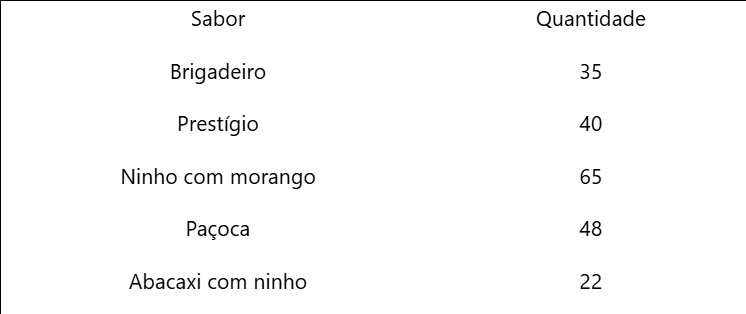 Sabor Quantidade
Brigadeiro 35
Prestígio 40
Ninho com morango 65
Paçoca 48
Abacaxi com ninho 22